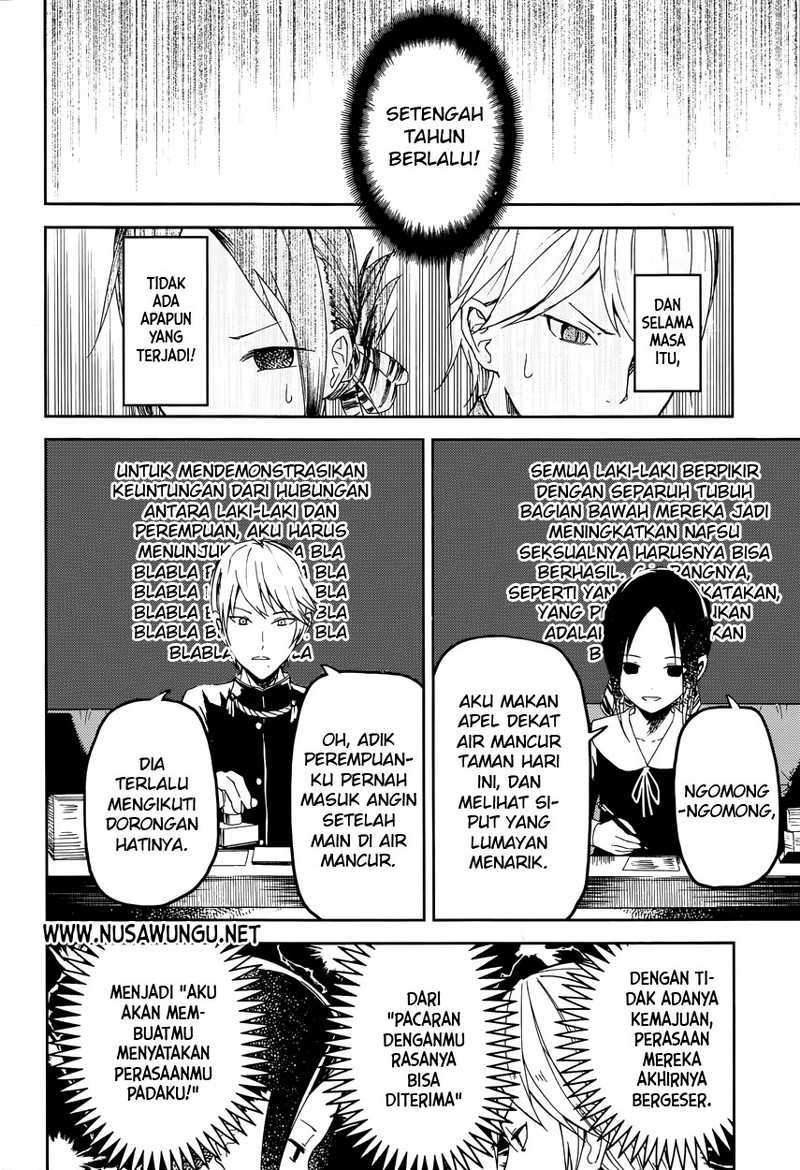 SETENGAH
TAHUN
BERLALU!
DAN
SELAMA
MASA
ITU,
TIDAK
ADA
APAPUN
YANG
TERJADI!
SEMUA LAKI-LAKI BERPIKIR
DENGAN SEPARUH TUBUH
BAGIAN BAWAH MEREKA JADI
MENINGKATKAN NAFSU
SEKSUALNYA HARUSNYA BISA
BERHASIL.
SEPERTI
YANG
NGOMONG
-NGOMONG,
AKU MAKAN
APEL DEKAT
AIR MANCUR
TAMAN HARI
INI, DAN
MELIHAT SI-
PUT YANG
LUMAYAN
MENARIK.
UNTUK MENDEMONSTRASIKAN
KEUNTUNGAN DARI HUBUNGAN
ANTARA LAKI-LAKI DAN
PEREMPUAN, AKU HARUS
BLA
BLABLA BLA
BLABLA
BLABLA
BLABLA BLA
BLABLA
OH, ADIK
PEREMPUAN-
KU PERNAH
MASUK ANGIN
SETELAH
MAIN DI AIR
MANCUR.
DIA
TERLALU
MENGIKUTI
DORONGAN
HATINYA.
WWW.NUSAWUNGU.NET
DENGAN TI-
DAK ADANYA
KEMAJUAN,
PERASAAN
MEREKA
AKHIRNYA
BERGESER.
DARI
"PACARAN
DENGANMU
RASANYA
BISA
DITERIMA"
MENJADI "AKU
AKAN MEM-
BUATMU
MENYATAKAN
PERASAANMU
PADAKU!"